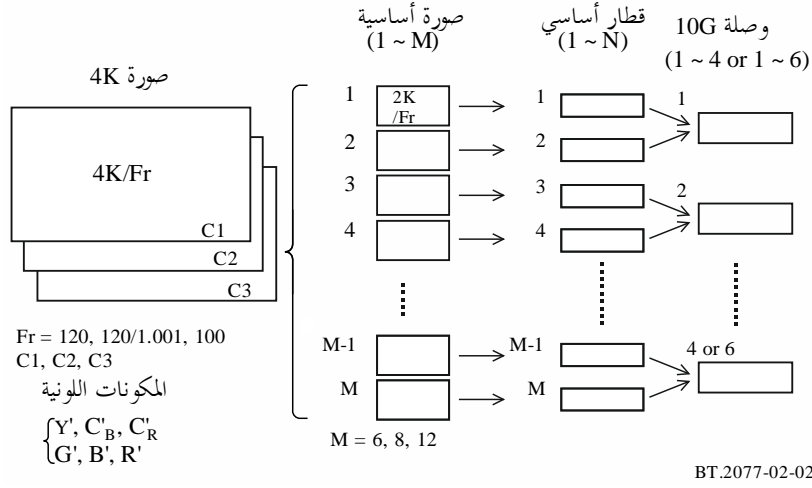 صورة أساسية
(1 ~ M)
قطار أساسي
(1 ~ N)
وصلة 10G
(1 ~ 4 or 1 ~ 6)
صورة 4K
4K/Fr
C1
C2
C3
1
2K
/Fr
2
3
4
M-1
M
1
2
3
4
M-1
M
1
2
4 or 6
Fr = 120, 120/1.001, 100
C1, C2, C3
المكونات اللونية
Y', C'B, C'R
G', B', R'
M = 6, 8, 12
BT.2077-02-02